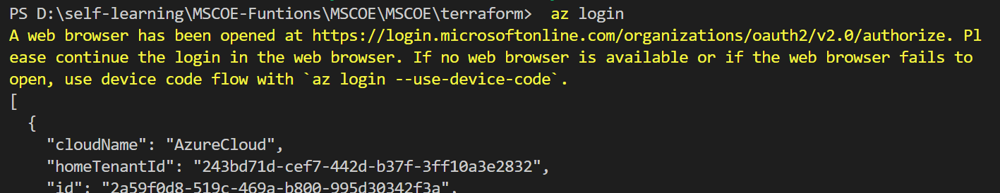 PS D:\self-learning\MSCOE-Funtions\MSCOE\MSCOE\terraform>  az login
A web browser has been opened at https://login.microsoftonline.com/organizations/oauth2/v2.0/authorize. Pl
ease continue the login in the web browser. If no web browser is available or if the web browser fails to
open, use device code flow with `az login --use-device-code`.
[
  {
    "cloudName": "AzureCloud",
    "homeTenantId": "243bd71d-cef7-442d-b37f-3ff10a3e2832",
    "id": "2a59f0d8-519c-469a-b800-995d30342f3a",